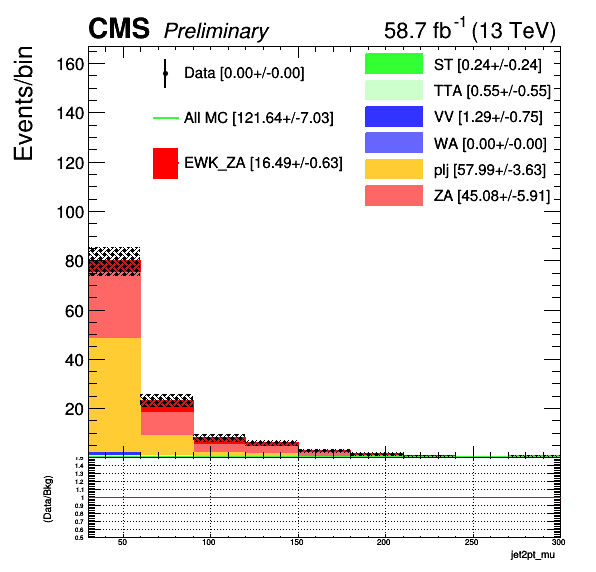 CMS Preliminary 58.7 fb⁻¹ (13 TeV)
Events/bin
160
140
120
100
80
60
40
20
Data [0.00+/-0.00]
All MC [121.64+/-7.03]
EWK_ZA [16.49+/-0.63]
ST [0.24+/-0.24]
TTA [0.55+/-0.55]
VV [1.29+/-0.75]
WA [0.00+/-0.00]
plj [57.99+/-3.63]
ZA [45.08+/-5.91]
(Data/Bkg)
1.5
1.4
1.3
1.2
1.1
1
0.9
0.8
0.7
0.6
0.5
50 100 150 200 250 300
jet2pt_mu